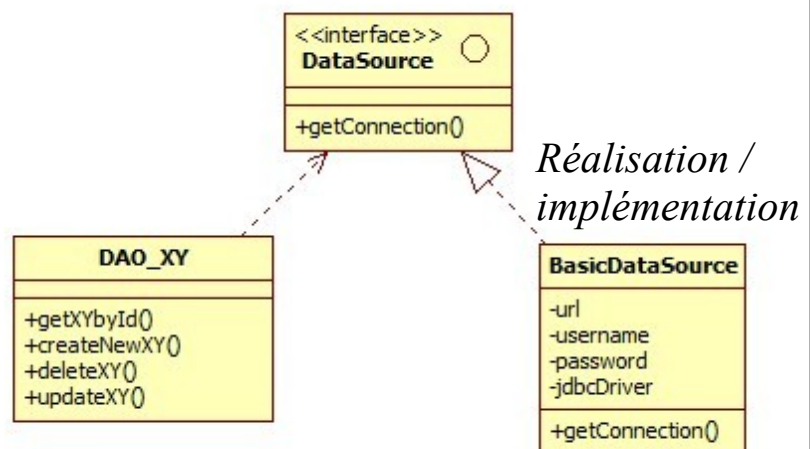 <<interface>>
DataSource
+getConnection()
Réalisation /
implémentation
DAO_XY
+getXYbyId()
+createNewXY()
+deleteXY()
+updateXY()
BasicDataSource
-url
-username
-password
-jdbcDriver
+getConnection()